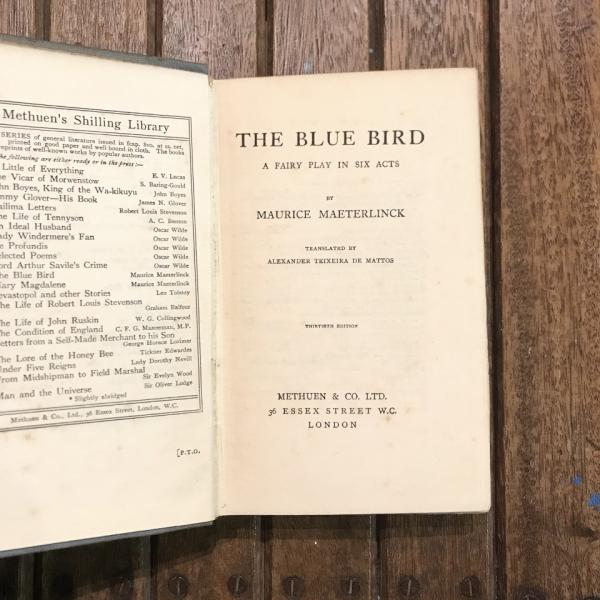 Methuen's Shilling Library
SERIES of general literature issued in fcap. 8vo. at 1s. net,
printed on good paper and well bound in cloth. The books
reprints of well-known works by popular authors.
The following are either ready or in the press:—
Little of Everything E. V. Lucas
he Vicar of Morwenstow S. Baring-Gould
hn Boyes, King of the Wa-kikuyu John Boyes
mmy Glover—His Book James N. Glover
ailima Letters Robert Louis Stevenson
he Life of Tennyson A. C. Benson
n Ideal Husband Oscar Wilde
ady Windermere's Fan Oscar Wilde
e Profundis Oscar Wilde
elected Poems Oscar Wilde
ord Arthur Savile's Crime Oscar Wilde
he Blue Bird Maurice Maeterlinck
ary Magdalene Maurice Maeterlinck
evastopol and other Stories Leo Tolstoy
he Life of Robert Louis Stevenson
Graham Balfour
he Life of John Ruskin W. G. Collingwood
The Condition of England C. F. G. Masterman, M.P.
etters from a Self-Made Merchant to his Son
George Horace Lorimer
The Lore of the Honey Bee Tickner Edwardes
Under Five Reigns Lady Dorothy Nevill
From Midshipman to Field Marshal
Sir Evelyn Wood
Man and the Universe Sir Oliver Lodge
* Slightly abridged
Methuen & Co., Ltd., 36 Essex Street, London, W.C.
[P.T.O.
THE BLUE BIRD
A FAIRY PLAY IN SIX ACTS
BY
MAURICE MAETERLINCK
TRANSLATED BY
ALEXANDER TEIXEIRA DE MATTOS
THIRTIETH EDITION
METHUEN & CO. LTD.
36 ESSEX STREET W.C.
LONDON